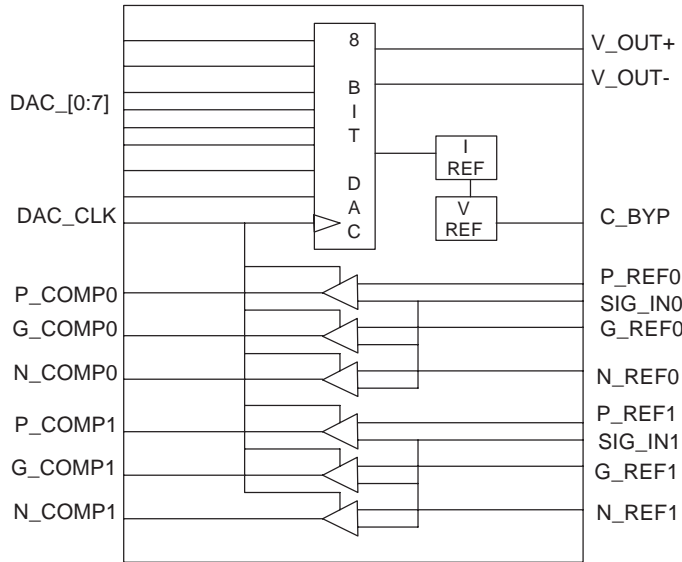 DAC_[0:7]
DAC_CLK
P_COMP0
G_COMP0
N_COMP0
P_COMP1
G_COMP1
N_COMP1
8
B
I
T
D
A
C
I
REF
V
REF
V_OUT+
V_OUT-
C_BYP
P_REF0
SIG_IN0
G_REF0
N_REF0
P_REF1
SIG_IN1
G_REF1
N_REF1